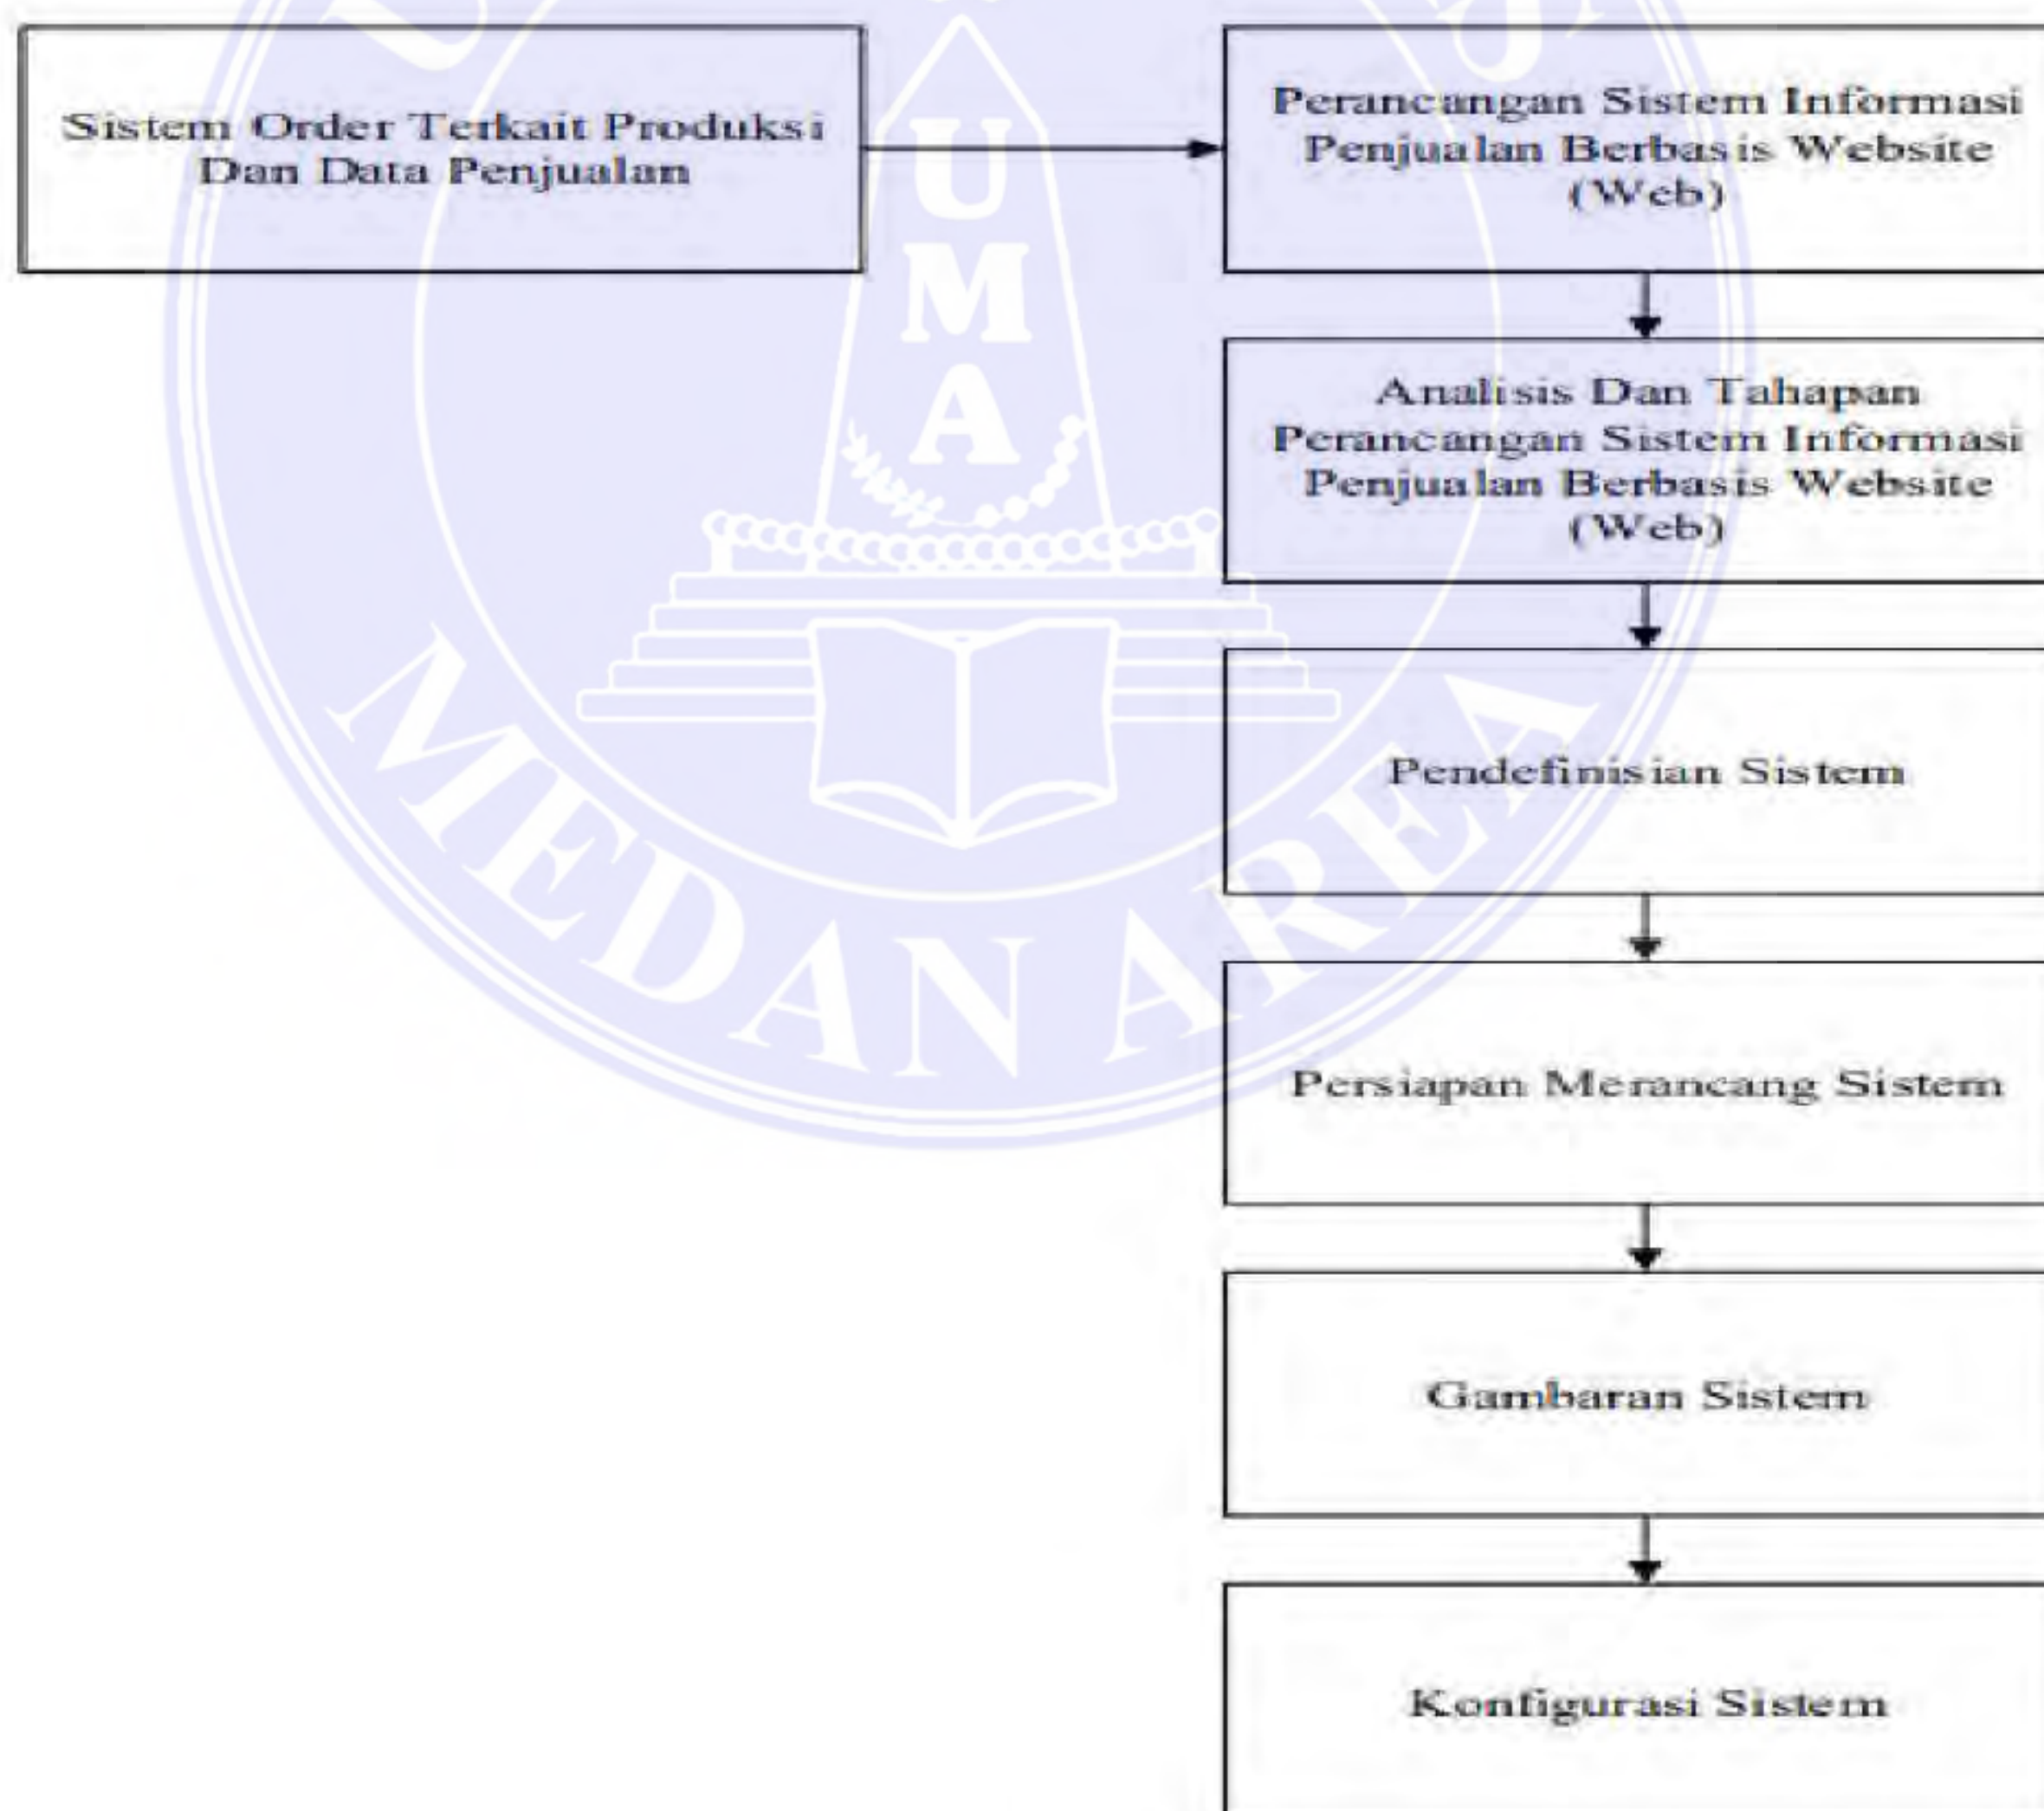 Sistem Order Terkait Produksi
Dan Data Penjualan
Perancangan Sistem Informasi
Penjualan Berbasis Website
(Web)
Analisis Dan Tahapan
Perancangan Sistem Informasi
Penjualan Berbasis Website
(Web)
Pendefinisian Sistem
Persiapan Merancang Sistem
Gambaran Sistem
Konfigurasi Sistem
U
M
A
MEDAN AREA